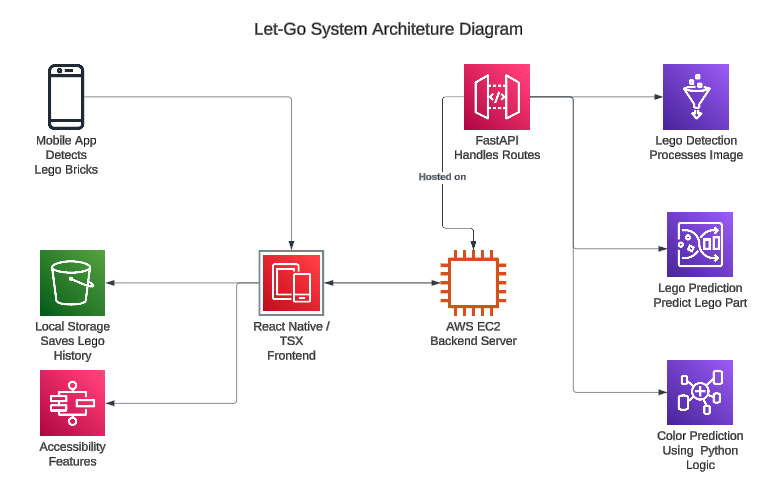 Let-Go System Architeture Diagram
Mobile App
Detects
Lego Bricks
FastAPI
Handles Routes
Lego Detection
Processes Image
Hosted on
Local Storage
Saves Lego
History
React Native /
TSX
Frontend
AWS EC2
Backend Server
Lego Prediction
Predict Lego Part
Accessibility
Features
Color Prediction
Using Python
Logic